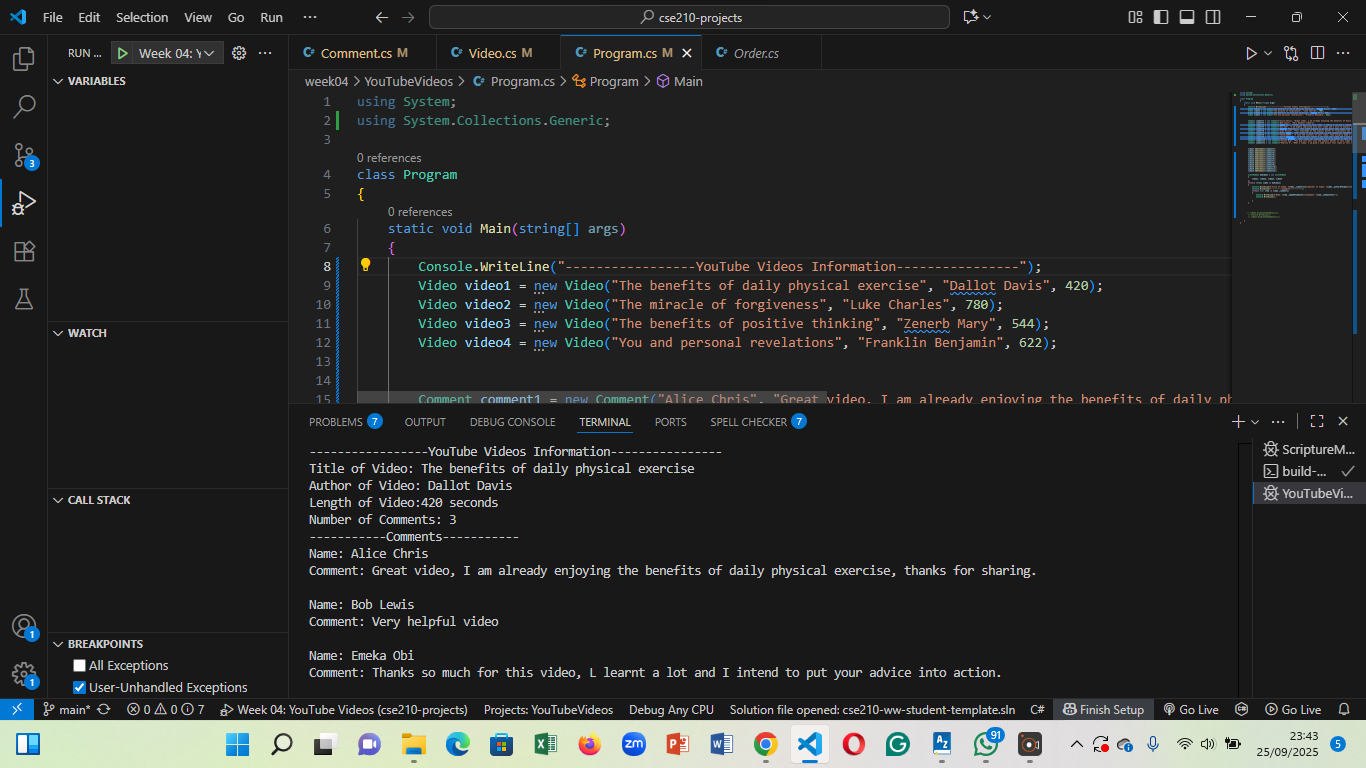 File Edit Selection View Go Run ···
cse210-projects
RUN ...
Week 04: Y
Comment.cs M
Video.cs M
Program.cs M
Order.cs
week04 > YouTubeVideos > Program.cs > Program > Main
VARIABLES
WATCH
CALL STACK
BREAKPOINTS
All Exceptions
User-Unhandled Exceptions
3
1
1
1 using System;
2 using System.Collections.Generic;
3
0 references
4 class Program
5 {
0 references
6 static void Main(string[] args)
7 {
8 Console.WriteLine("-----------------YouTube Videos Information----------------");
9 Video video1 = new Video("The benefits of daily physical exercise", "Dallot Davis", 420);
10 Video video2 = new Video("The miracle of forgiveness", "Luke Charles", 780);
11 Video video3 = new Video("The benefits of positive thinking", "Zenerb Mary", 544);
12 Video video4 = new Video("You and personal revelations", "Franklin Benjamin", 622);
13
14
15 Comment comment1 = new Comment("Alice Chris", "Great video, I am already enjoying the benefits of daily ph
PROBLEMS 7 OUTPUT DEBUG CONSOLE TERMINAL PORTS SPELL CHECKER 7
-----------------YouTube Videos Information----------------
Title of Video: The benefits of daily physical exercise
Author of Video: Dallot Davis
Length of Video:420 seconds
Number of Comments: 3
-----------Comments-----------
Name: Alice Chris
Comment: Great video, I am already enjoying the benefits of daily physical exercise, thanks for sharing.
Name: Bob Lewis
Comment: Very helpful video
Name: Emeka Obi
Comment: Thanks so much for this video, L learnt a lot and I intend to put your advice into action.
ScriptureM...
build-...
YouTubeVi...
main* 0 0 7 Week 04: YouTube Videos (cse210-projects) Projects: YouTubeVideos Debug Any CPU Solution file opened: cse210-ww-student-template.sln C# Finish Setup Go Live Go Live
zm
91
23:43
25/09/2025
5